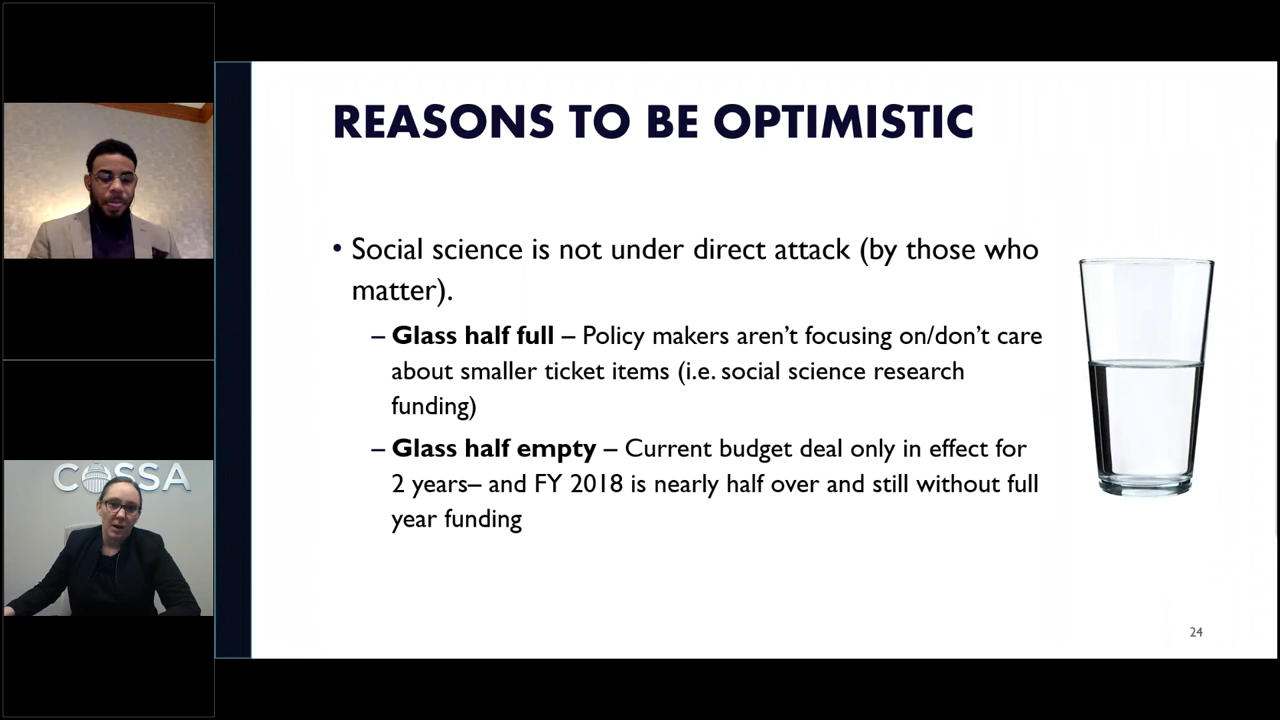 REASONS TO BE OPTIMISTIC
• Social science is not under direct attack (by those who
matter).
– Glass half full – Policy makers aren’t focusing on/don’t care
about smaller ticket items (i.e. social science research
funding)
– Glass half empty – Current budget deal only in effect for
2 years– and FY 2018 is nearly half over and still without full
year funding
24
COSSA